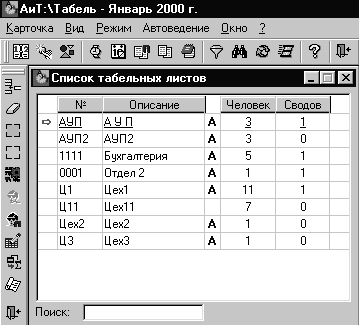 АиТ:\Табель - Январь 2000 г.
Карточка Вид Режим Автоведение Окно ?
Список табельных листов
№ Описание Человек Сводов
АУП А У П А 3 1
АУП2 АУП2 А 3 0
1111 Бухгалтерия А 5 1
0001 Отдел 2 А 1 1
Ц1 Цех1 А 11 1
Ц11 Цех11 7 0
Цех2 Цех2 А 1 0
Ц3 Цех3 А 1 0
Поиск: